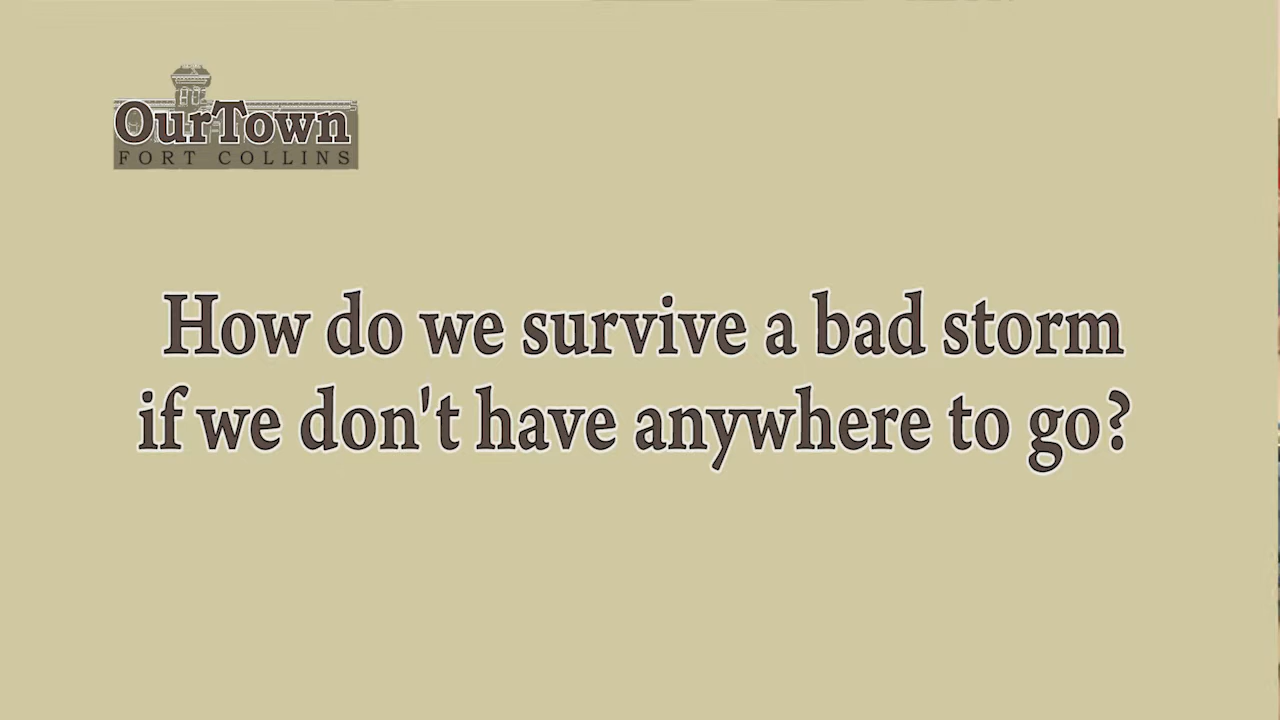 OurTown
FORT COLLINS
How do we survive a bad storm
if we don't have anywhere to go?